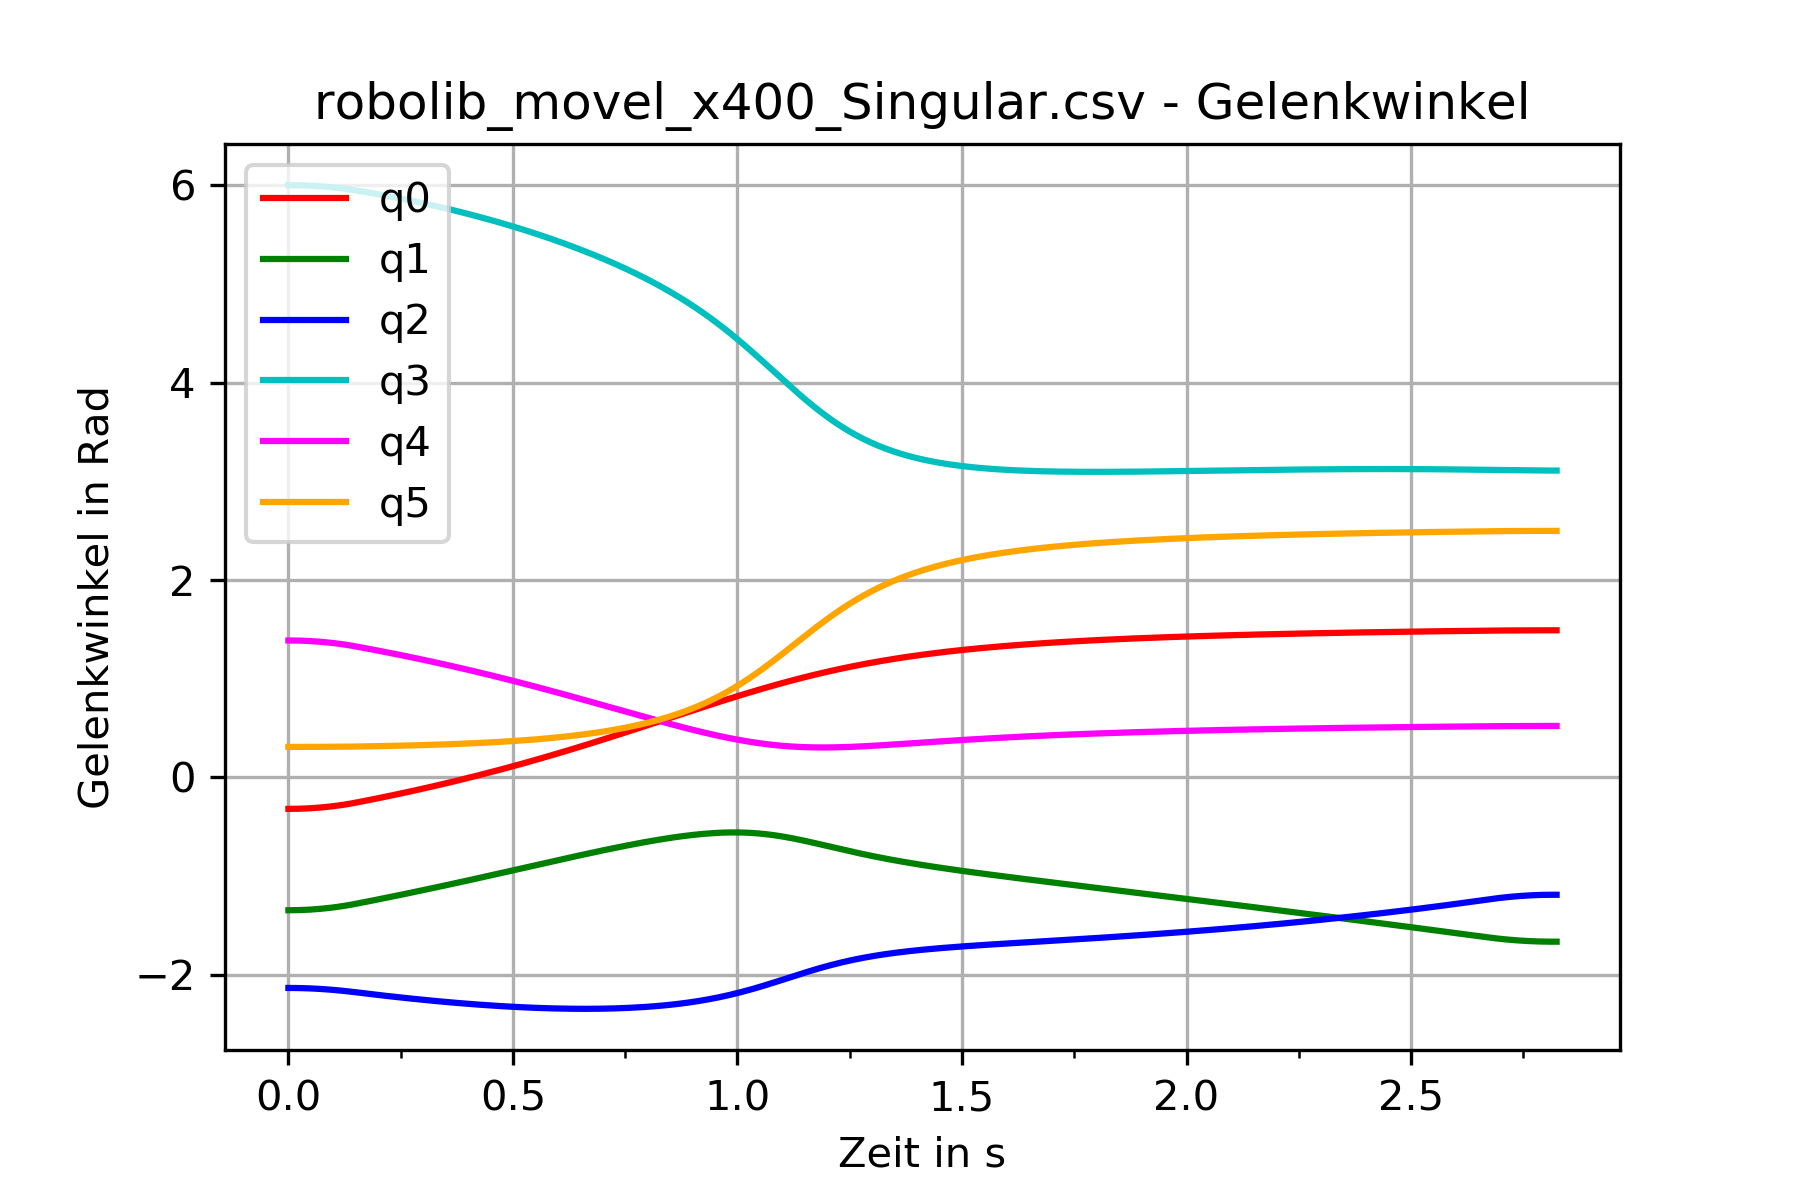 robolib_movel_x400_Singular.csv - Gelenkwinkel
6
4
2
0
−2
Gelenkwinkel in Rad
q0
q1
q2
q3
q4
q5
0.0 0.5 1.0 1.5 2.0 2.5
Zeit in s